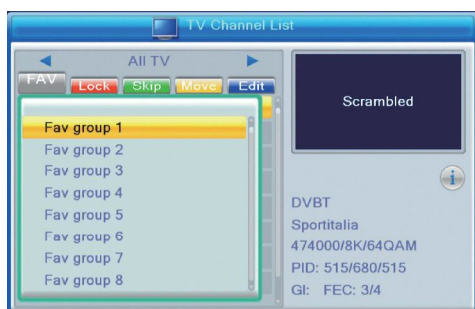 TV Channel List
All TV
FAV Lock Skip Move Edit
Fav group 1
Fav group 2
Fav group 3
Fav group 4
Fav group 5
Fav group 6
Fav group 7
Fav group 8
Scrambled
i
DVBT
Sportitalia
474000/8K/64QAM
PID: 515/680/515
GI: FEC: 3/4